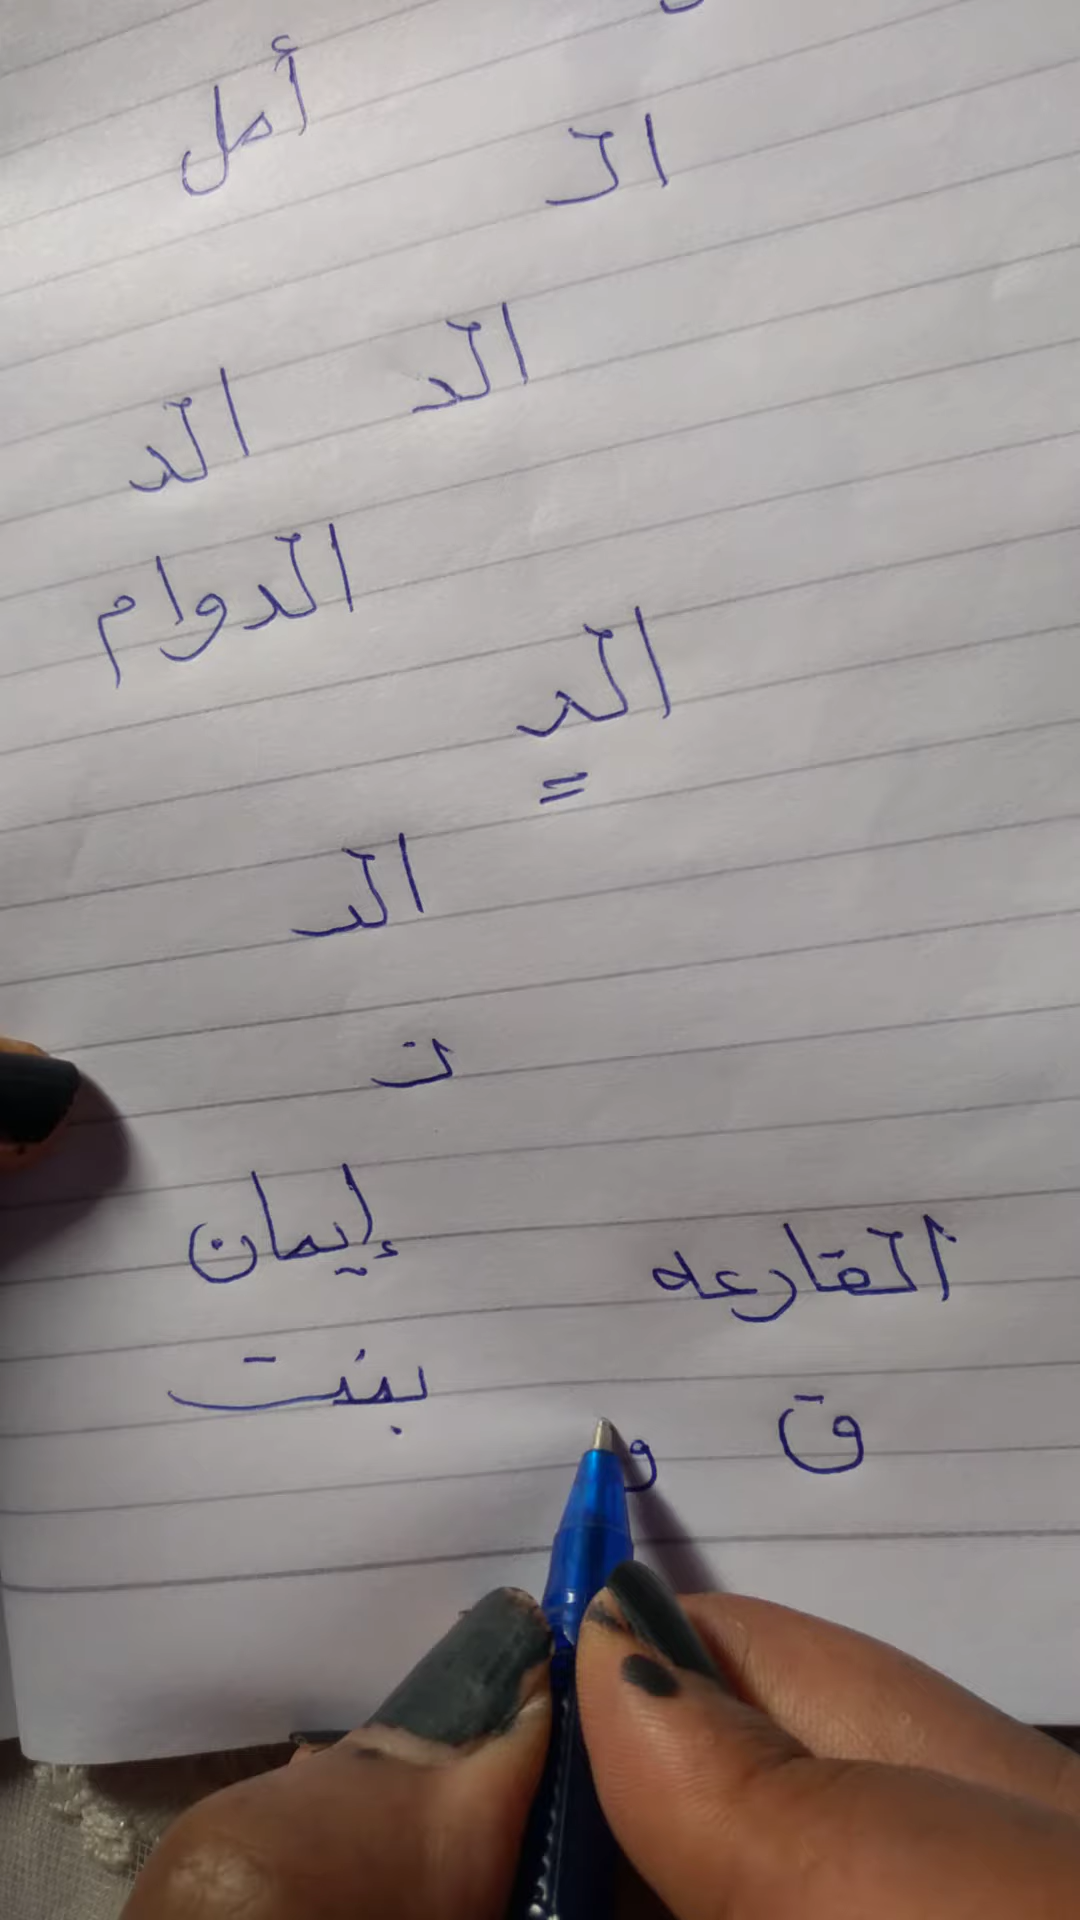 أمل
الـ
الد الد
الدوام
الد
=
الد
ت
إيمان
القارعه
بنت
ق و